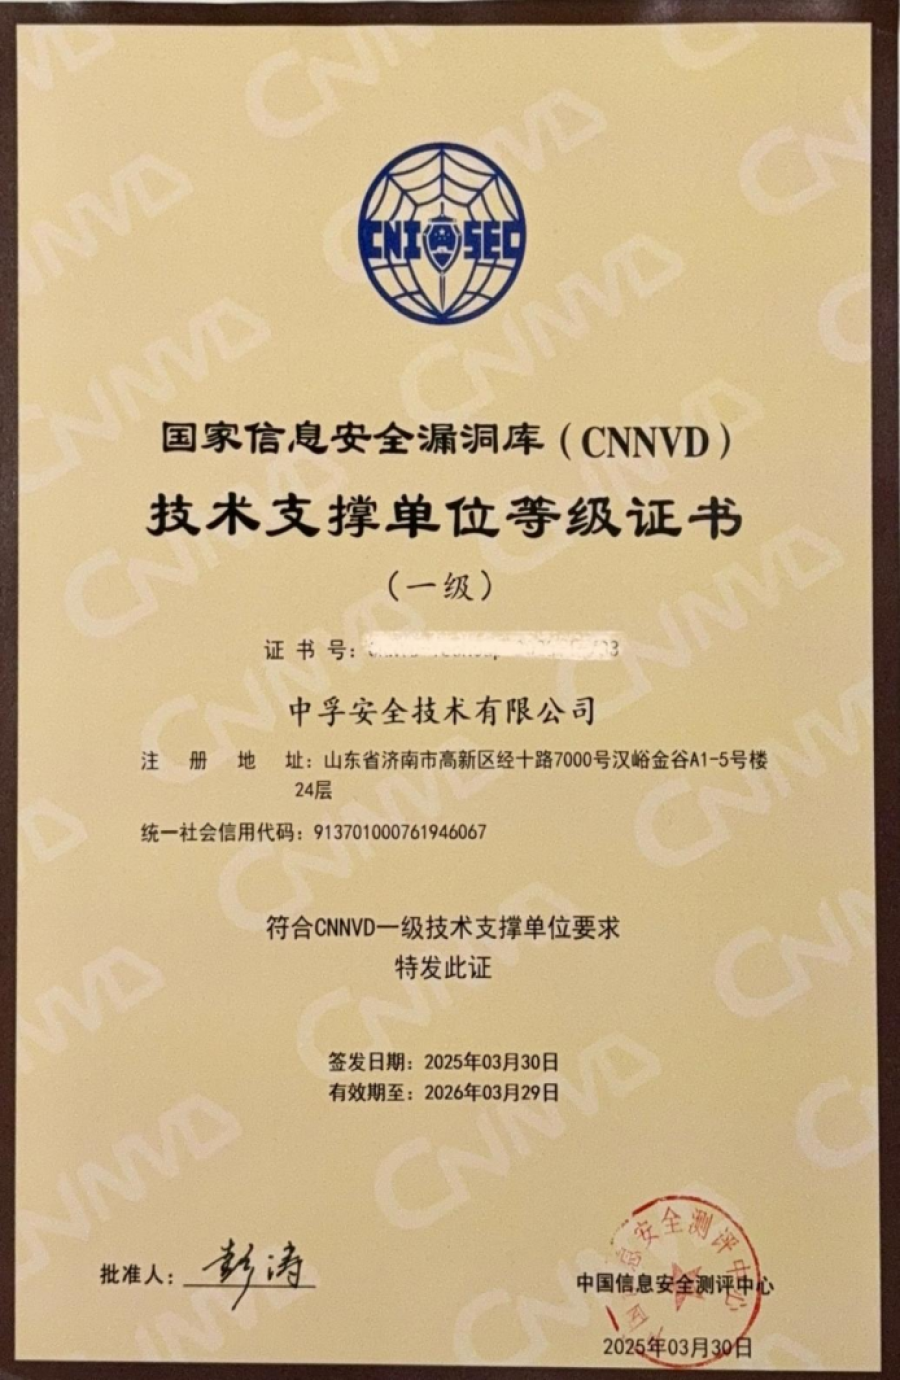 CNISEC
国家信息安全漏洞库（CNNVD）
技术支撑单位等级证书
（一级）
证书号：
中孚安全技术有限公司
注册地址：山东省济南市高新区经十路7000号汉峪金谷A1-5号楼
24层
统一社会信用代码：913701000761946067
符合CNNVD一级技术支撑单位要求
特发此证
签发日期：2025年03月30日
有效期至：2026年03月29日
批准人：彭涛
中国信息安全测评中心
2025年03月30日